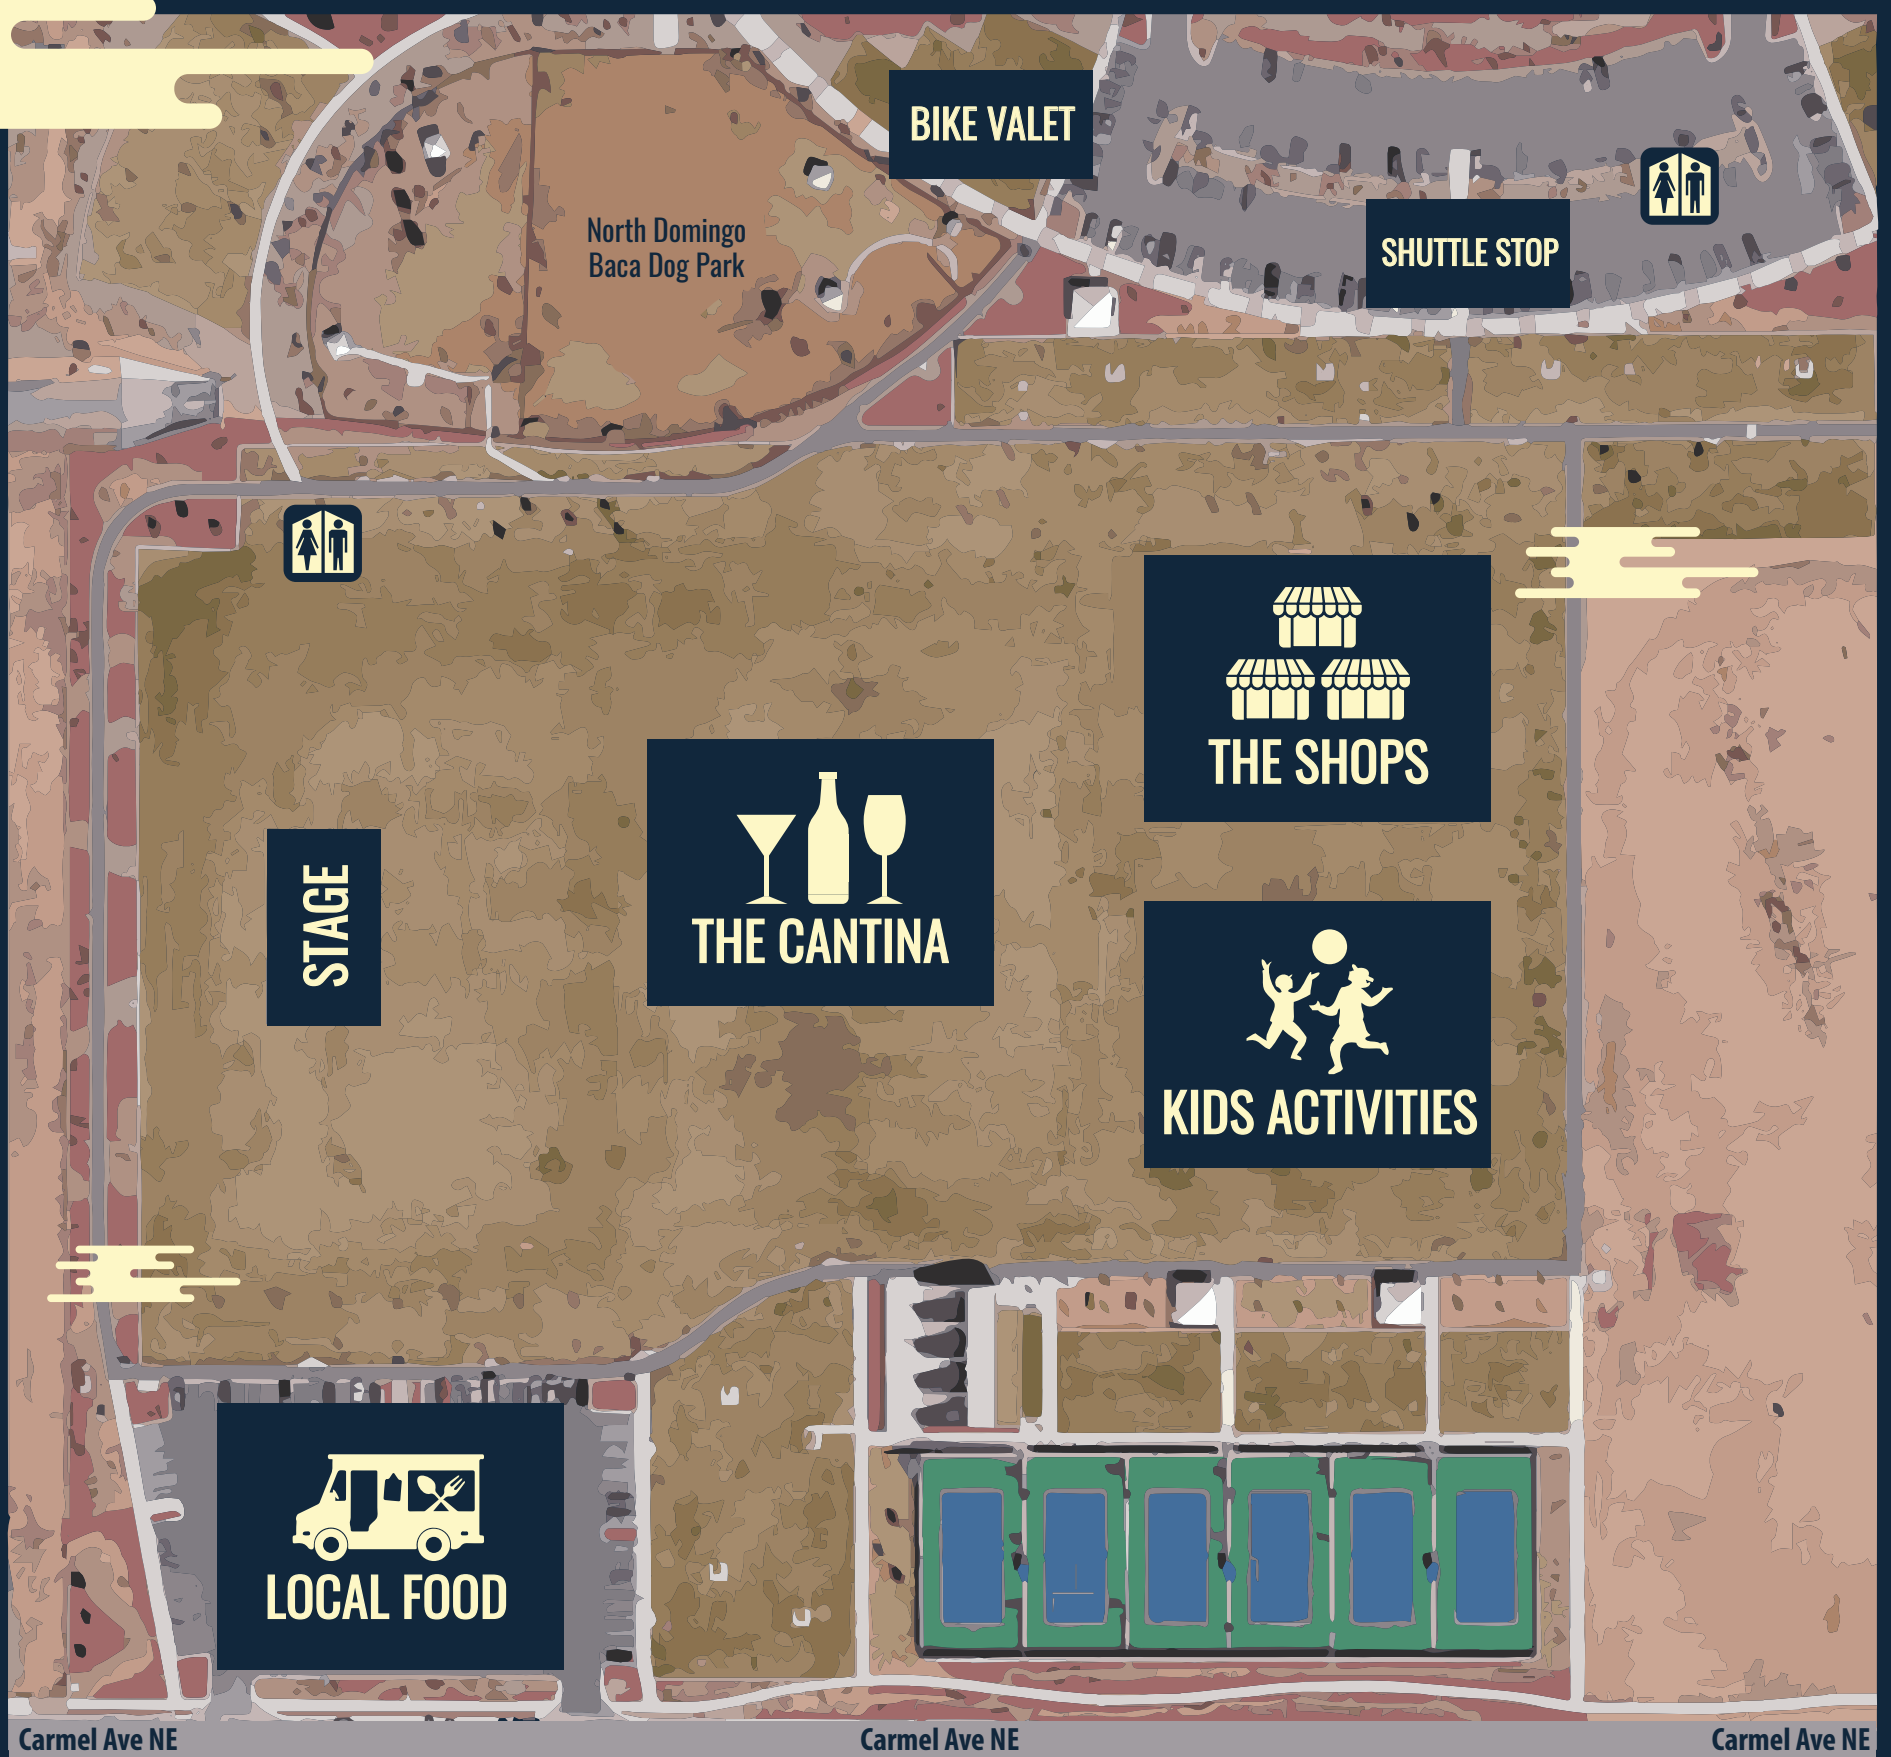 BIKE VALET
North Domingo
Baca Dog Park
SHUTTLE STOP
THE SHOPS
STAGE
THE CANTINA
KIDS ACTIVITIES
LOCAL FOOD
Carmel Ave NE
Carmel Ave NE
Carmel Ave NE